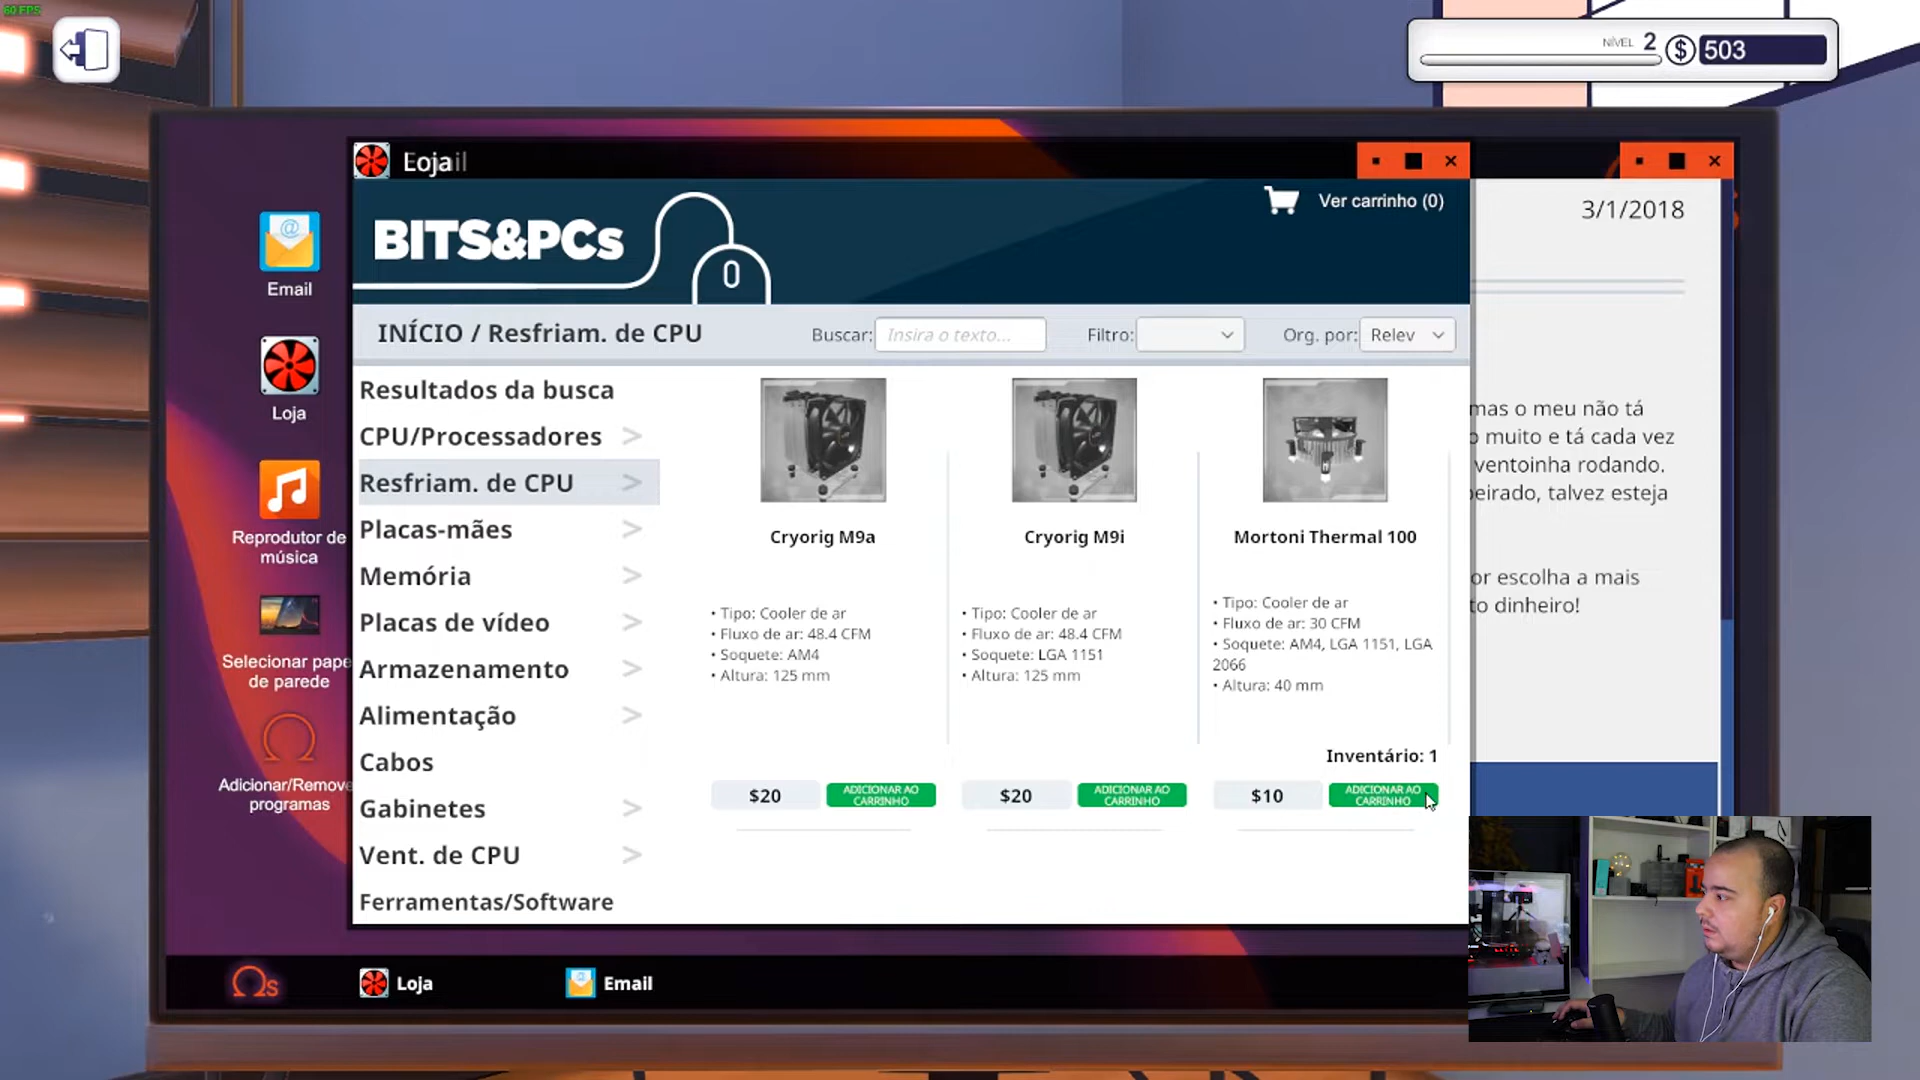 60 FPS
NÍVEL 2 $ 503
Loja
Ver carrinho (0)
3/1/2018
BITS&PCs
Email
INÍCIO / Resfriam. de CPU
Buscar: Insira o texto...
Filtro:
Org. por: Relev
Loja
Resultados da busca
CPU/Processadores >
Resfriam. de CPU >
Placas-mães >
Memória >
Placas de vídeo >
Armazenamento >
Alimentação >
Cabos
Gabinetes >
Vent. de CPU >
Ferramentas/Software
Reprodutor de
música
Selecionar pape
de parede
Adicionar/Remove
programas
Cryorig M9a
• Tipo: Cooler de ar
• Fluxo de ar: 48.4 CFM
• Soquete: AM4
• Altura: 125 mm
$20
ADICIONAR AO
CARRINHO
Cryorig M9i
• Tipo: Cooler de ar
• Fluxo de ar: 48.4 CFM
• Soquete: LGA 1151
• Altura: 125 mm
$20
ADICIONAR AO
CARRINHO
Mortoni Thermal 100
• Tipo: Cooler de ar
• Fluxo de ar: 30 CFM
• Soquete: AM4, LGA 1151, LGA
2066
• Altura: 40 mm
Inventário: 1
$10
ADICIONAR AO
CARRINHO
mas o meu não tá
muito e tá cada vez
ventoinha rodando.
eirado, talvez esteja
or escolha a mais
to dinheiro!
Ωs
Loja
Email